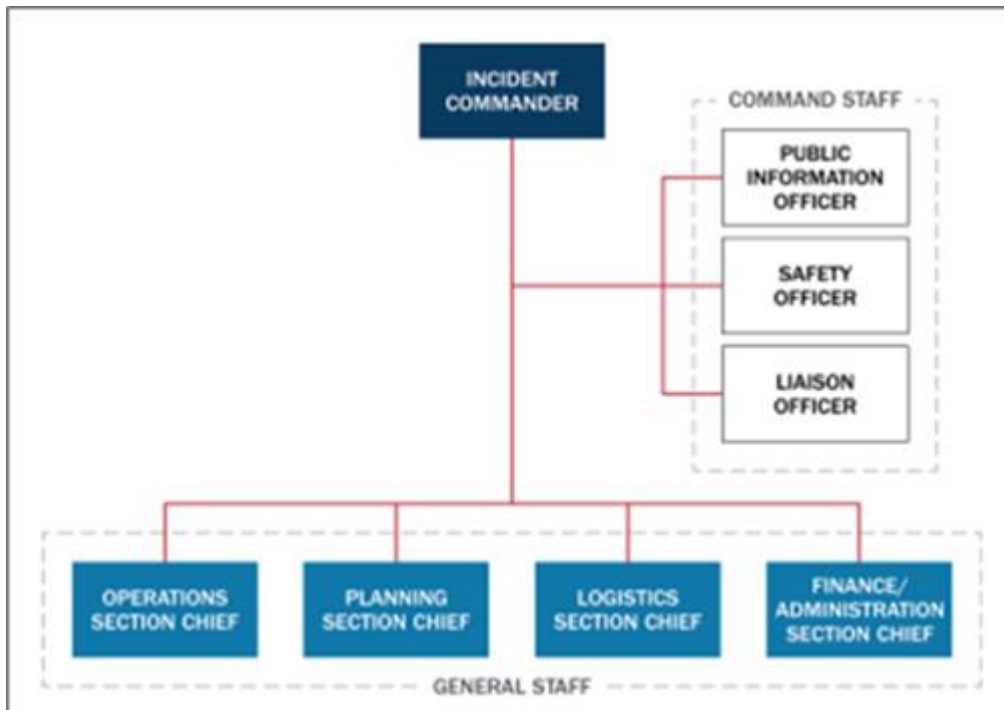 INCIDENT
COMMANDER
COMMAND STAFF
PUBLIC
INFORMATION
OFFICER
SAFETY
OFFICER
LIAISON
OFFICER
OPERATIONS
SECTION CHIEF
PLANNING
SECTION CHIEF
LOGISTICS
SECTION CHIEF
FINANCE/
ADMINISTRATION
SECTION CHIEF
GENERAL STAFF